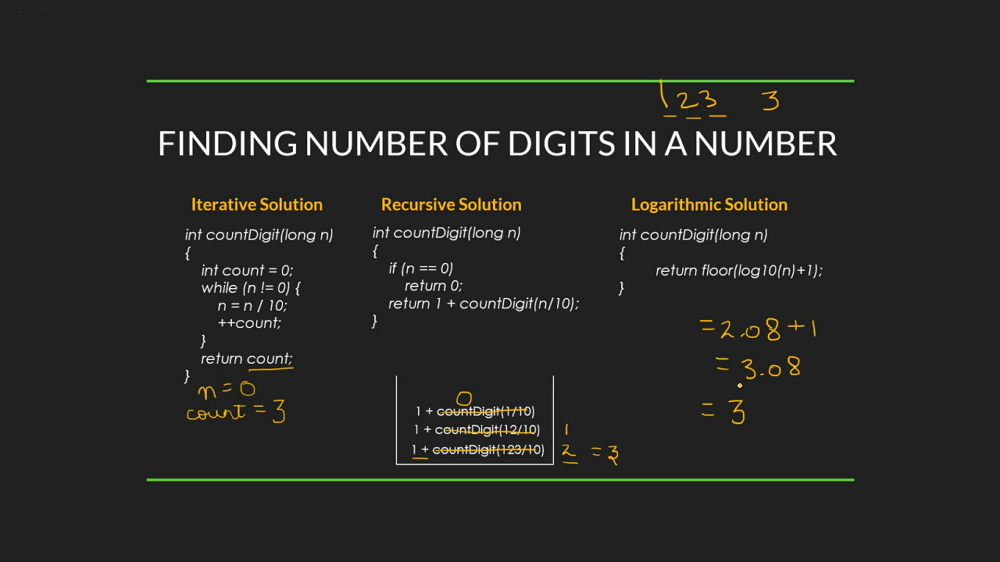 123 3
FINDING NUMBER OF DIGITS IN A NUMBER
Iterative Solution
int countDigit(long n)
{
int count = 0;
while (n != 0) {
n = n / 10;
++count;
}
return count;
}
n = 0
count = 3
Recursive Solution
int countDigit(long n)
{
if (n == 0)
return 0;
return 1 + countDigit(n/10);
}
0
1 + countDigit(1/10)
1 + countDigit(12/10) 1
1 + countDigit(123/10) 2 = 3
Logarithmic Solution
int countDigit(long n)
{
return floor(log10(n)+1);
}
= 2.08 + 1
= 3.08
= 3